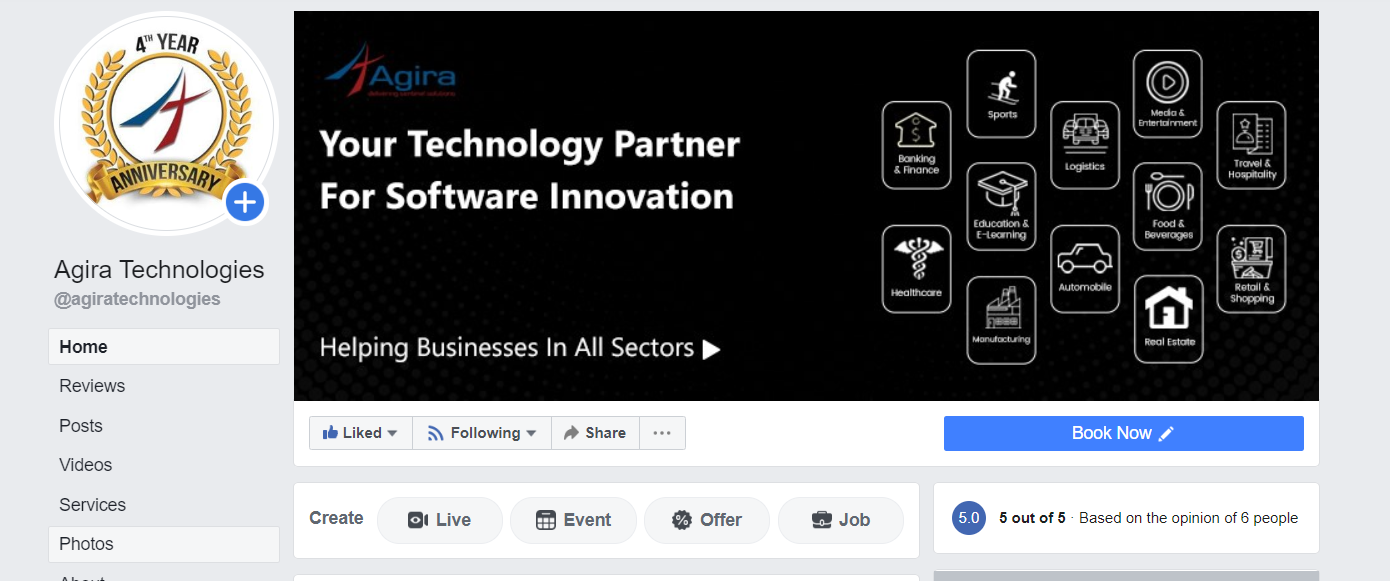 4TH YEAR
ANNIVERSARY
Agira Technologies
@agiratechnologies
Home
Reviews
Posts
Videos
Services
Photos
About
Agira
delivering optimal solutions
Your Technology Partner
For Software Innovation
Helping Businesses In All Sectors
Banking
& Finance
Sports
Logistics
Media &
Entertainment
Travel &
Hospitality
Education &
E-Learning
Food &
Beverages
Healthcare
Automobile
Retail &
Shopping
Manufacturing
Real Estate
Liked
Following
Share
Book Now
Create
Live
Event
Offer
Job
5.0
5 out of 5 · Based on the opinion of 6 people